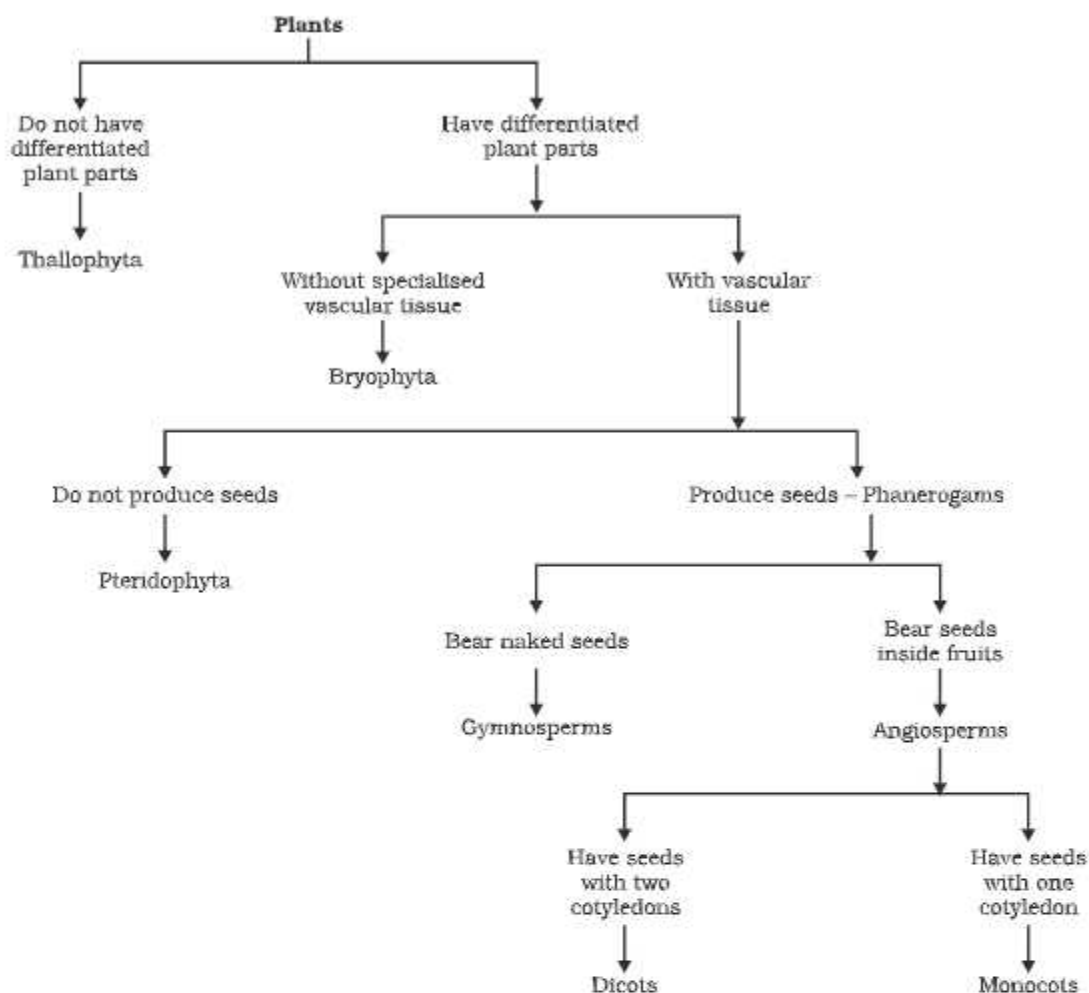 Plants
Do not have
differentiated
plant parts
Have differentiated
plant parts
Thallophyta
Without specialised
vascular tissue
With vascular
tissue
Bryophyta
Do not produce seeds
Produce seeds – Phanerogams
Pteridophyta
Bear naked seeds
Bear seeds
inside fruits
Gymnosperms
Angiosperms
Have seeds
with two
cotyledons
Have seeds
with one
cotyledon
Dicots
Monocots